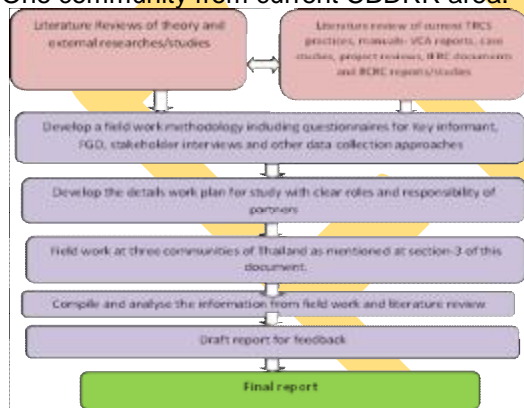 One community from current CBDRR area.
Literature Reviews of theory and
external researches/studies
Literature review of current TRCS
practices, manuals- VCA reports, case
studies, project reviews, IFRC documents
and RCRC reports/studies
Develop a field work methodology including questionnaires for Key informant,
FGD, stakeholder interviews and other data collection approaches
Develop the details work plan for study with clear roles and responsibility of
partners
Field work at three communities of Thailand as mentioned at section-3 of this
document.
Compile and analyse the information from field work and literature review
Draft report for feedback
Final report